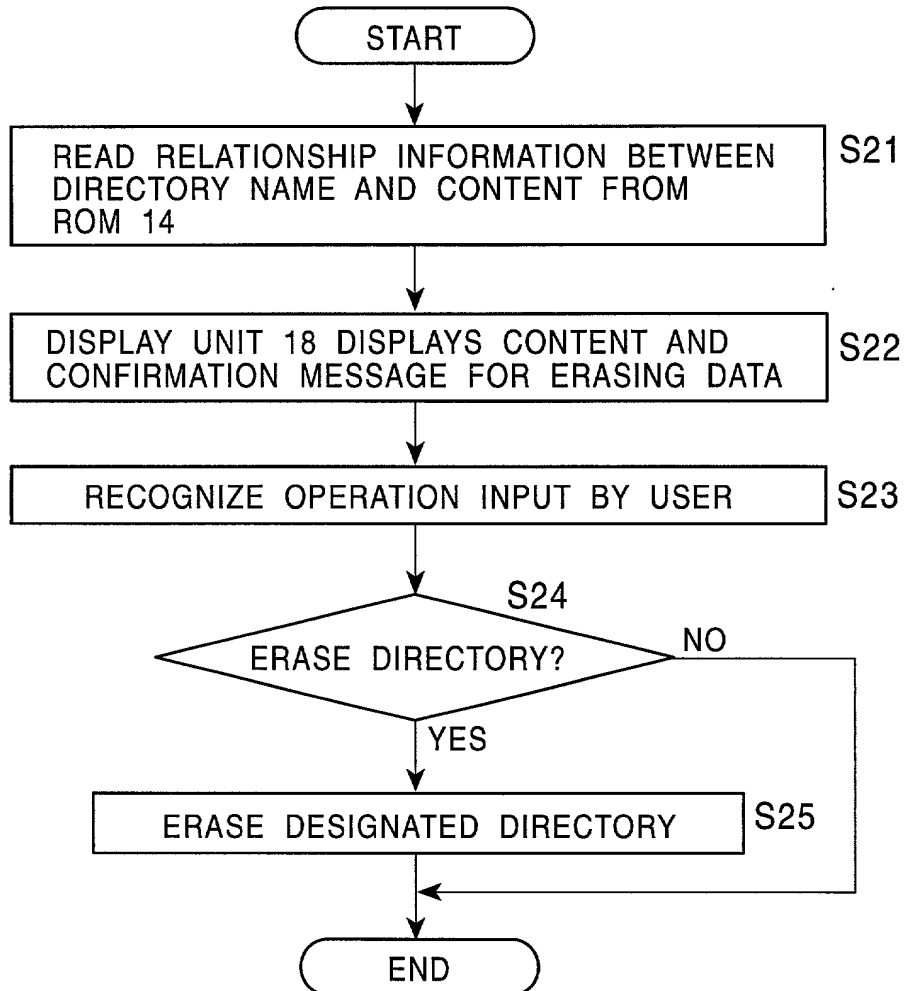 START
READ RELATIONSHIP INFORMATION BETWEEN
DIRECTORY NAME AND CONTENT FROM
ROM 14
S21
DISPLAY UNIT 18 DISPLAYS CONTENT AND
CONFIRMATION MESSAGE FOR ERASING DATA
S22
RECOGNIZE OPERATION INPUT BY USER
S23
S24
ERASE DIRECTORY?
NO
YES
ERASE DESIGNATED DIRECTORY
S25
END